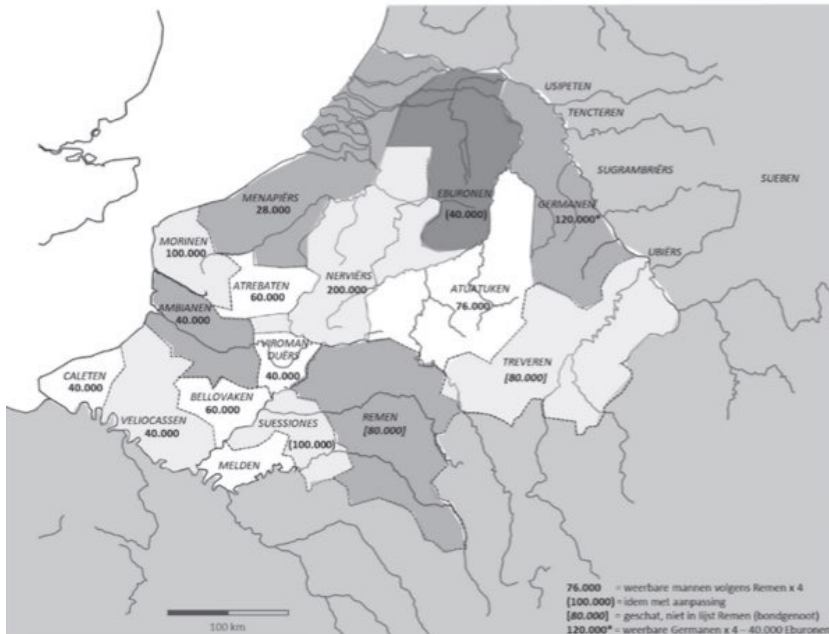 USIPETEN
TENCTEREN
SUGRAMBRIËRS
SUEBEN
MENAPIËRS
28.000
EBURONEN
(40.000)
GERMANEN
120.000*
MORINEN
100.000
UBIËRS
ATREBATEN
60.000
NERVIËRS
200.000
ATUATUKEN
76.000
AMBIANEN
40.000
VIROMAN
DUËRS
40.000
TREVEREN
[80.000]
CALETEN
40.000
BELLOVAKEN
60.000
VELIOCASSEN
40.000
SUESSIONES
(100.000)
REMEN
[80.000]
MELDEN
100 km
76.000 = weerbare mannen volgens Remen x 4
(100.000) = idem met aanpassing
[80.000] = geschat, niet in lijst Remen (bondgenoot)
120.000* = weerbare Germanen x 4 – 40.000 Eburonen